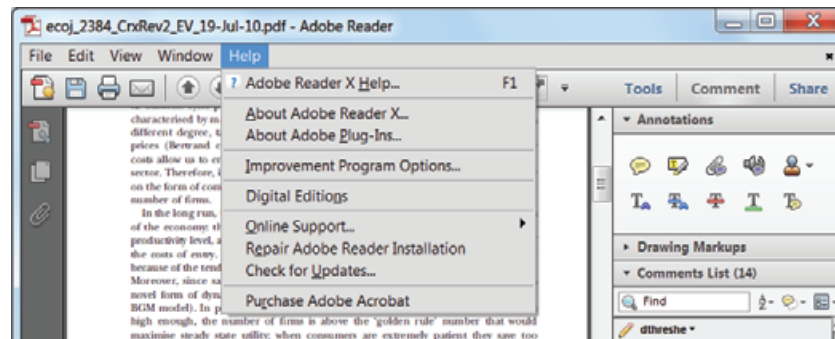 ecoj_2384_CrxRev2_EV_19-Jul-10.pdf - Adobe Reader
File Edit View Window Help
Adobe Reader X Help... F1
Tools Comment Share
About Adobe Reader X...
About Adobe Plug-Ins...
Improvement Program Options...
Digital Editions
Online Support...
Repair Adobe Reader Installation
Check for Updates...
Purchase Adobe Acrobat
characterised by m
different degree, t
prices (Bertrand c
costs allow us to er
sector. Therefore, i
on the form of com
number of firms.
In the long run,
of the economy: th
productivity level, a
the costs of entry.
because of the tend
Moreover, since sa
novel form of dyna
BGM model). In p
high enough, the number of firms is above the 'golden rule' number that would
maximise steady state utility: when consumers are extremely patient they save too
Annotations
Drawing Markups
Comments List (14)
Find
dthreshe